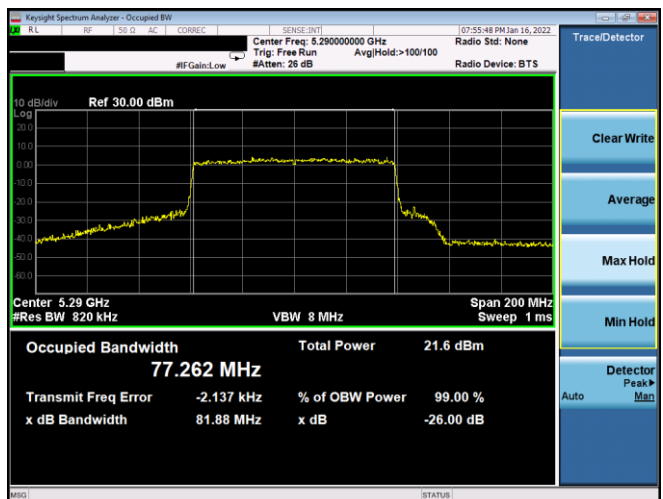 Keysight Spectrum Analyzer - Occupied BW
RL RF 50 Ω AC CORREC SENSE:INT 07:55:48 PM Jan 16, 2022
Center Freq: 5.290000000 GHz Radio Std: None
Trig: Free Run Avg|Hold:>100/100
#IFGain:Low #Atten: 26 dB Radio Device: BTS
Trace/Detector
10 dB/div Ref 30.00 dBm
Log
20.0
10.0
0.00
-10.0
-20.0
-30.0
-40.0
-50.0
-60.0
Center 5.29 GHz Span 200 MHz
#Res BW 820 kHz VBW 8 MHz Sweep 1 ms
Occupied Bandwidth Total Power 21.6 dBm
77.262 MHz
Transmit Freq Error -2.137 kHz % of OBW Power 99.00 %
x dB Bandwidth 81.88 MHz x dB -26.00 dB
Clear Write
Average
Max Hold
Min Hold
Detector
Peak▶
Auto Man
MSG STATUS